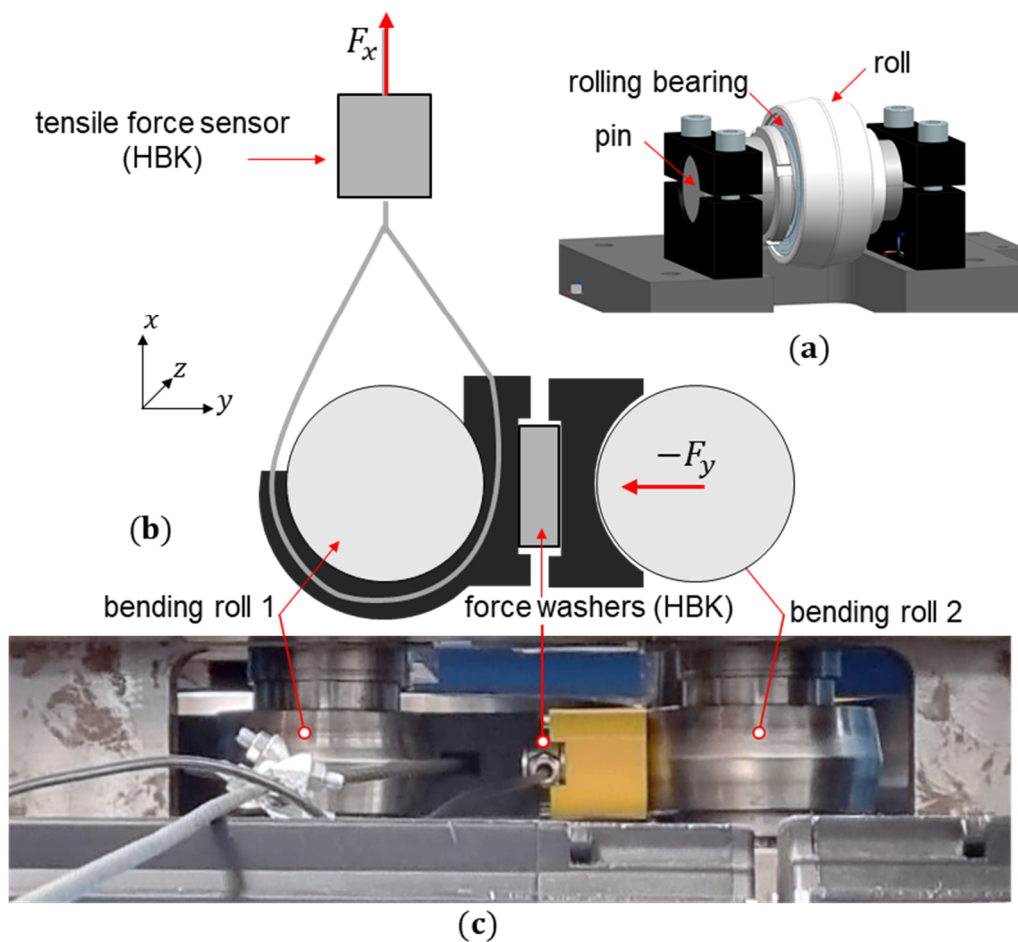 F_x
tensile force sensor
(HBK)
roll
rolling bearing
pin
(a)
x
z
y
−F_y
(b)
bending roll 1
force washers (HBK)
bending roll 2
(c)